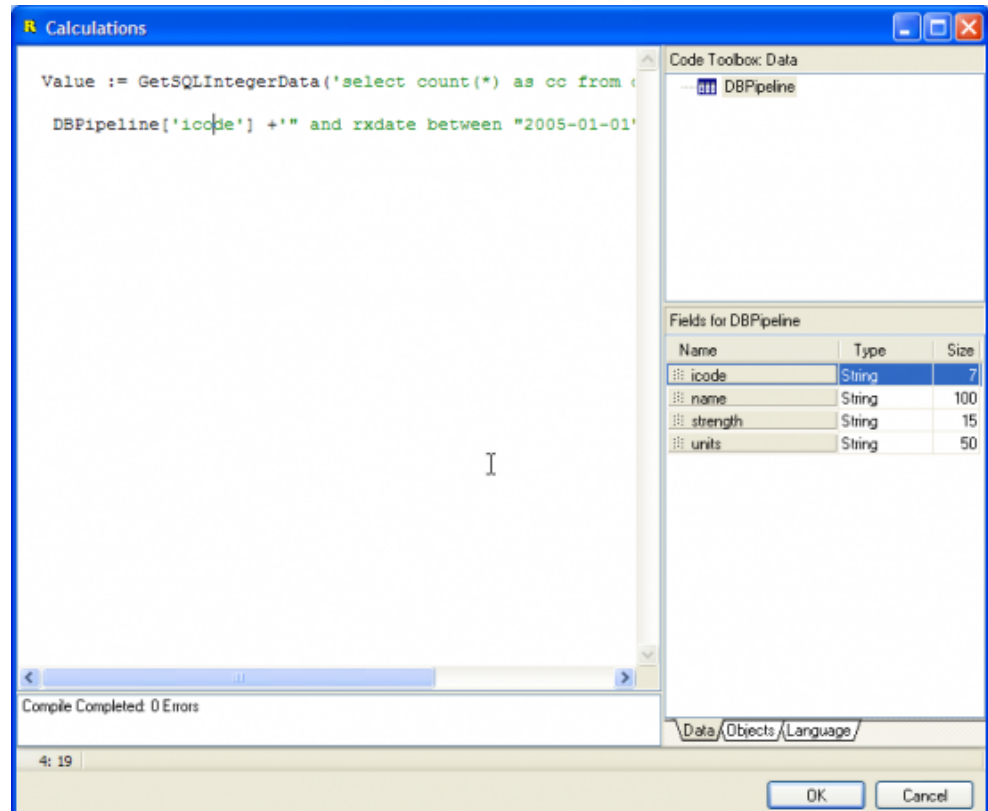 R Calculations
Value := GetSQLIntegerData('select count(*) as cc from
DBPipeline['icode'] +'" and rxdate between "2005-01-01"
Code Toolbox: Data
DBPipeline
Fields for DBPipeline
Name Type Size
icode String 7
name String 100
strength String 15
units String 50
Compile Completed: 0 Errors
Data Objects Language
4: 19
OK Cancel